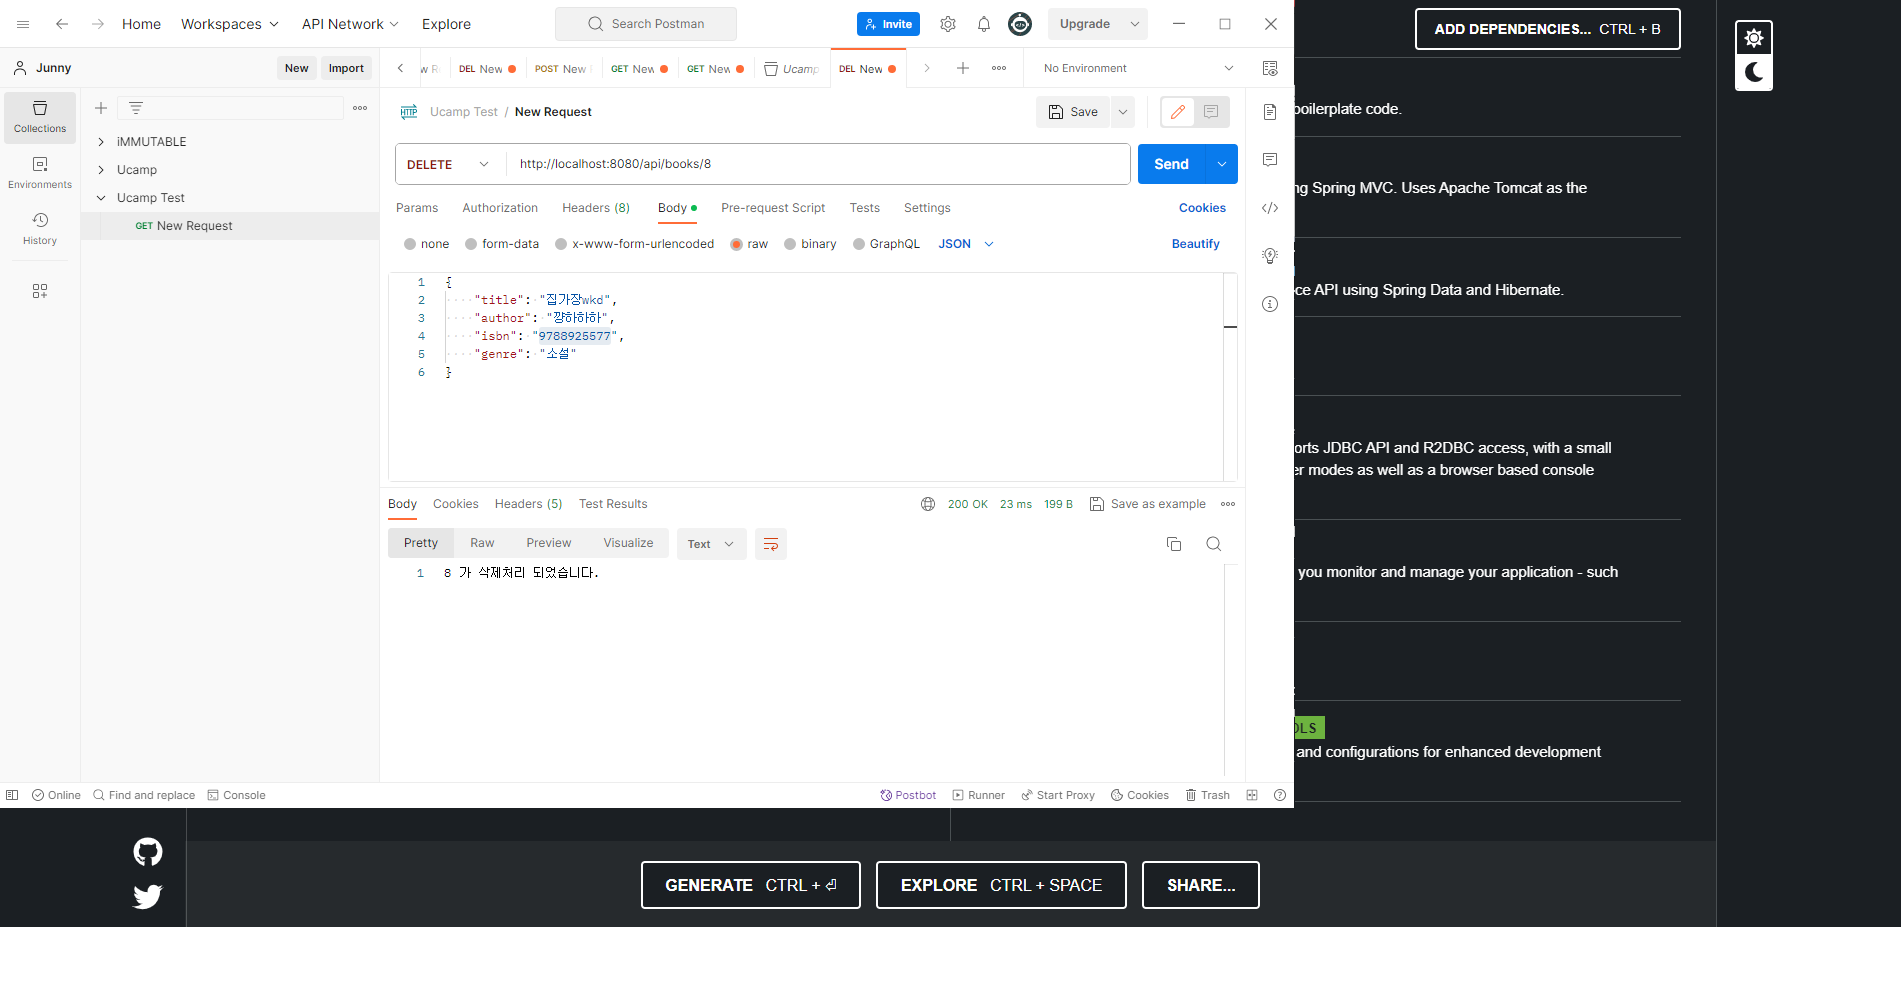 Home
Workspaces
API Network
Explore
Search Postman
Invite
Upgrade
ADD DEPENDENCIES... CTRL + B
Junny
New
Import
DEL New
POST New
GET New
GET New
Ucamp
DEL New
No Environment
Collections
Environments
History
iMMUTABLE
Ucamp
Ucamp Test
GET New Request
HTTP Ucamp Test / New Request
Save
DELETE
http://localhost:8080/api/books/8
Send
Params
Authorization
Headers (8)
Body
Pre-request Script
Tests
Settings
Cookies
none
form-data
x-www-form-urlencoded
raw
binary
GraphQL
JSON
Beautify
1 {
2 "title": "집가장wkd",
3 "author": "꺙하하하",
4 "isbn": "9788925577",
5 "genre": "소설"
6 }
Body
Cookies
Headers (5)
Test Results
200 OK
23 ms
199 B
Save as example
Pretty
Raw
Preview
Visualize
Text
1 8 가 삭제처리 되었습니다.
Online
Find and replace
Console
Postbot
Runner
Start Proxy
Cookies
Trash
boilerplate code.
ng Spring MVC. Uses Apache Tomcat as the
ce API using Spring Data and Hibernate.
orts JDBC API and R2DBC access, with a small
er modes as well as a browser based console
you monitor and manage your application - such
OLS
and configurations for enhanced development
GENERATE CTRL + ⏎
EXPLORE CTRL + SPACE
SHARE...